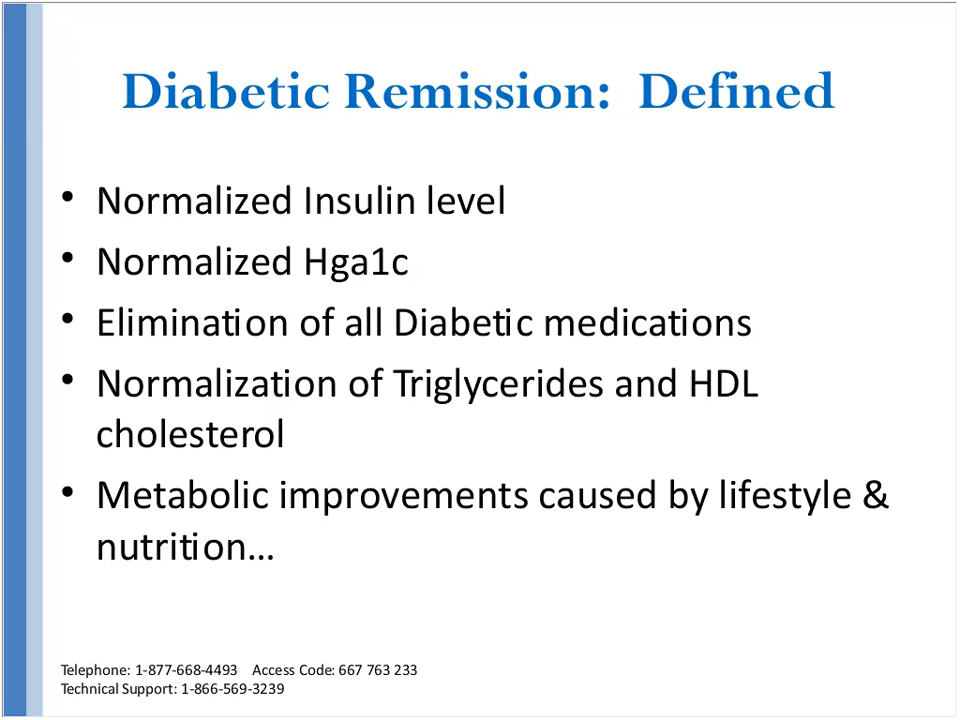 Diabetic Remission: Defined
• Normalized Insulin level
• Normalized Hga1c
• Elimination of all Diabetic medications
• Normalization of Triglycerides and HDL
cholesterol
• Metabolic improvements caused by lifestyle &
nutrition…
Telephone: 1-877-668-4493 Access Code: 667 763 233
Technical Support: 1-866-569-3239